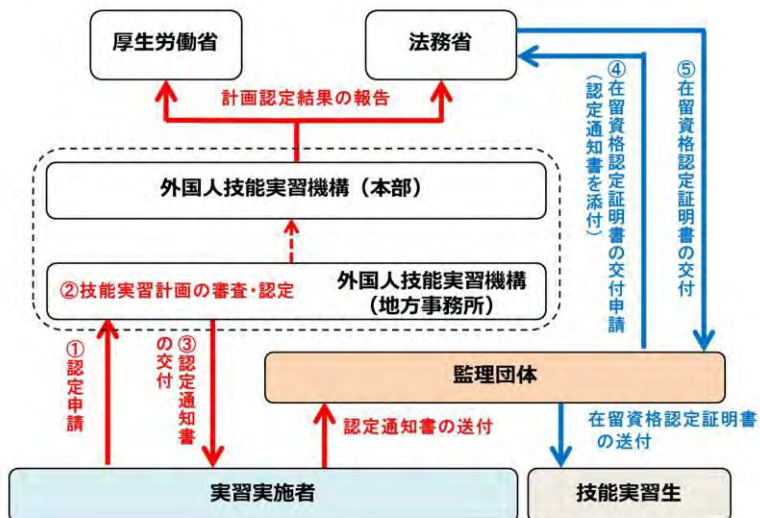 厚生労働省
法務省
計画認定結果の報告
④在留資格認定証明書の交付申請
(認定通知書を添付)
⑤在留資格認定証明書の交付
外国人技能実習機構(本部)
②技能実習計画の審査・認定
外国人技能実習機構
(地方事務所)
①認定申請
③認定通知書
の交付
監理団体
認定通知書の送付
在留資格認定証明書
の送付
実習実施者
技能実習生